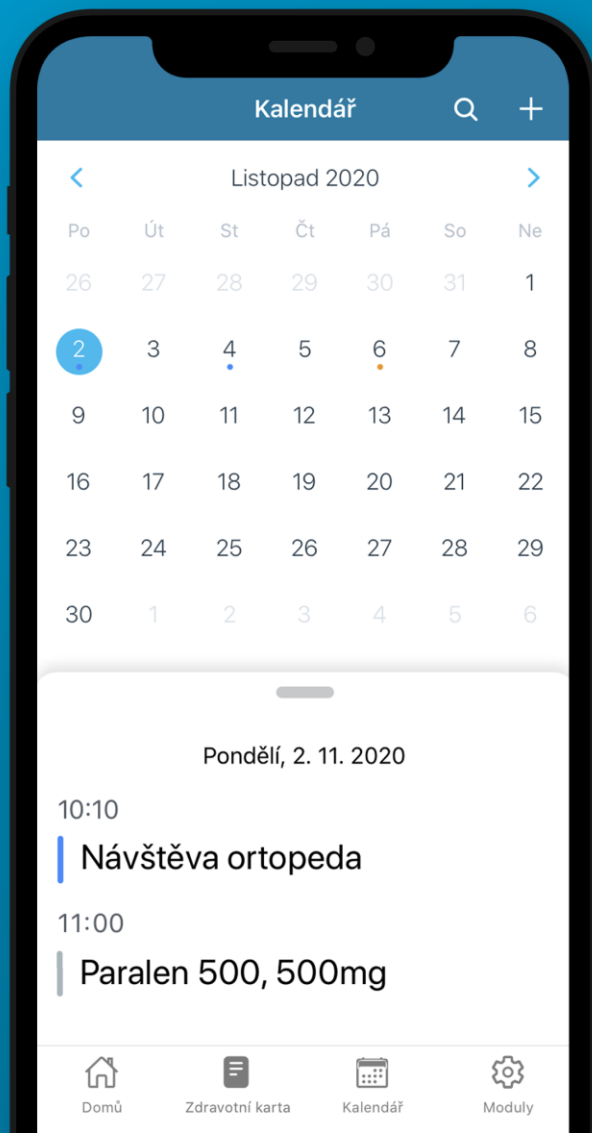 Kalendář
Listopad 2020
Po Út St Čt Pá So Ne
26 27 28 29 30 31 1
2 3 4 5 6 7 8
9 10 11 12 13 14 15
16 17 18 19 20 21 22
23 24 25 26 27 28 29
30 1 2 3 4 5 6
Pondělí, 2. 11. 2020
10:10
Návštěva ortopeda
11:00
Paralen 500, 500mg
Domů Zdravotní karta Kalendář Moduly